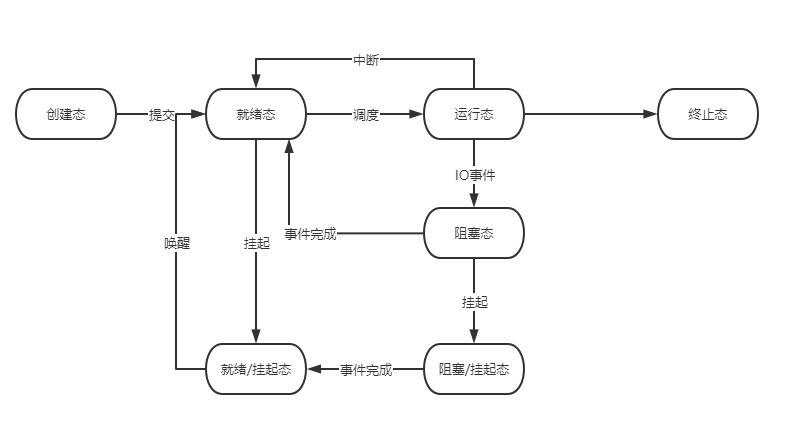 中断
创建态
提交
就绪态
调度
运行态
终止态
IO事件
事件完成
阻塞态
唤醒
挂起
挂起
就绪/挂起态
事件完成
阻塞/挂起态